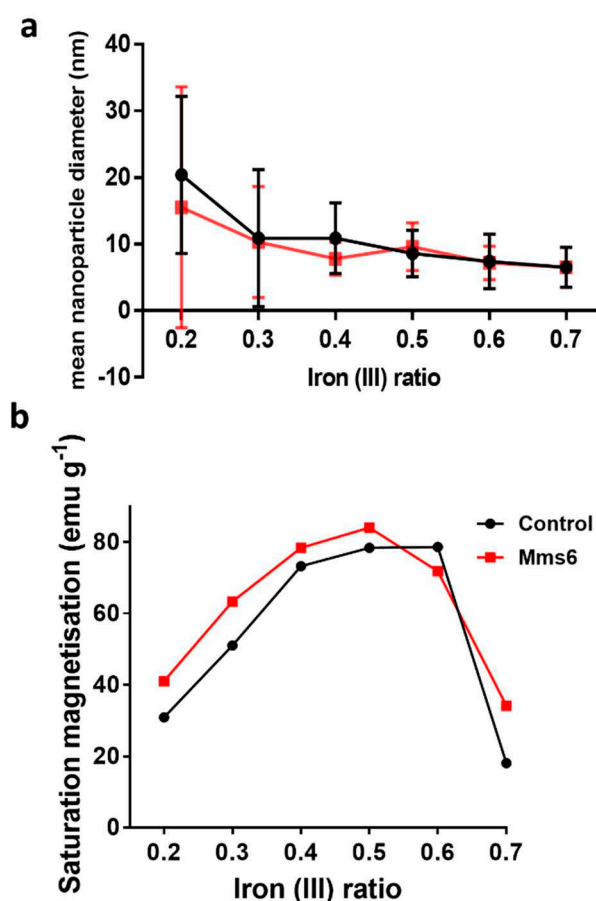 a
mean nanoparticle diameter (nm)
40
30
20
10
0
-10
0.2 0.3 0.4 0.5 0.6 0.7
Iron (III) ratio
b
Saturation magnetisation (emu g-1)
80
60
40
20
0
0.2 0.3 0.4 0.5 0.6 0.7
Iron (III) ratio
Control
Mms6